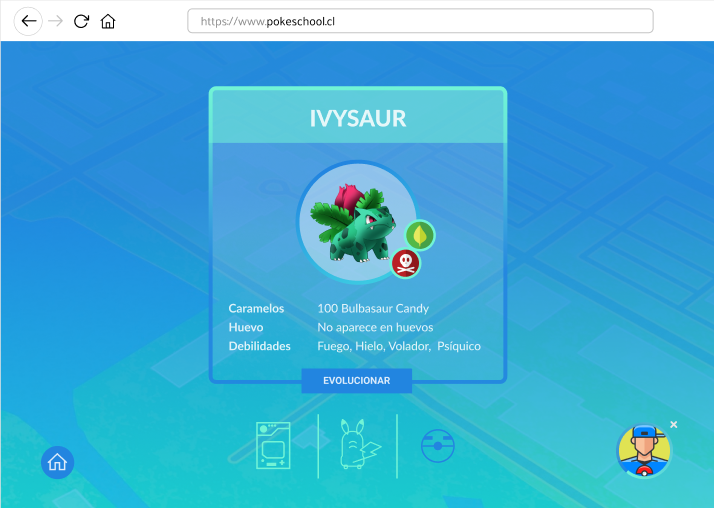 https://www.pokeschool.cl
IVYSAUR
Caramelos 100 Bulbasaur Candy
Huevo No aparece en huevos
Debilidades Fuego, Hielo, Volador, Psíquico
EVOLUCIONAR